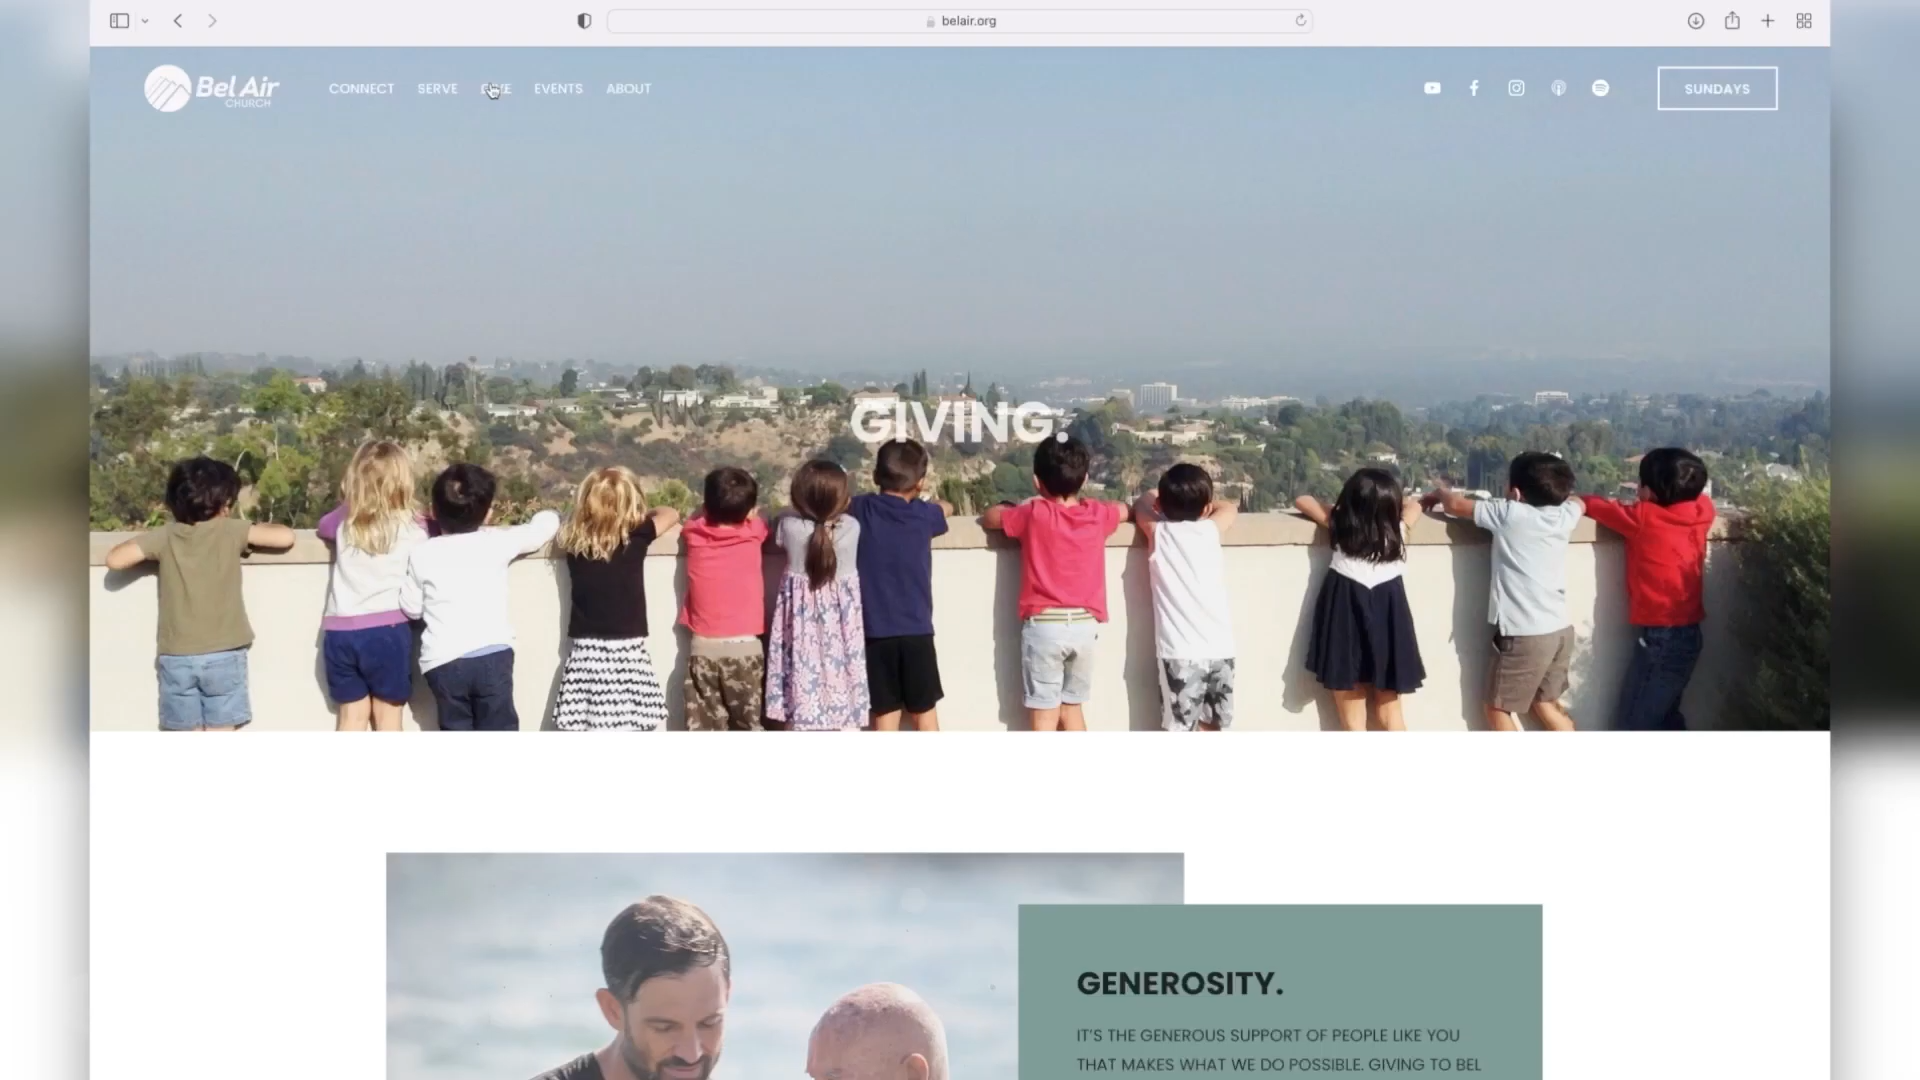 belair.org
Bel Air
CHURCH
CONNECT SERVE EVENTS ABOUT
SUNDAYS
GIVING.
GENEROSITY.
IT'S THE GENEROUS SUPPORT OF PEOPLE LIKE YOU
THAT MAKES WHAT WE DO POSSIBLE. GIVING TO BEL